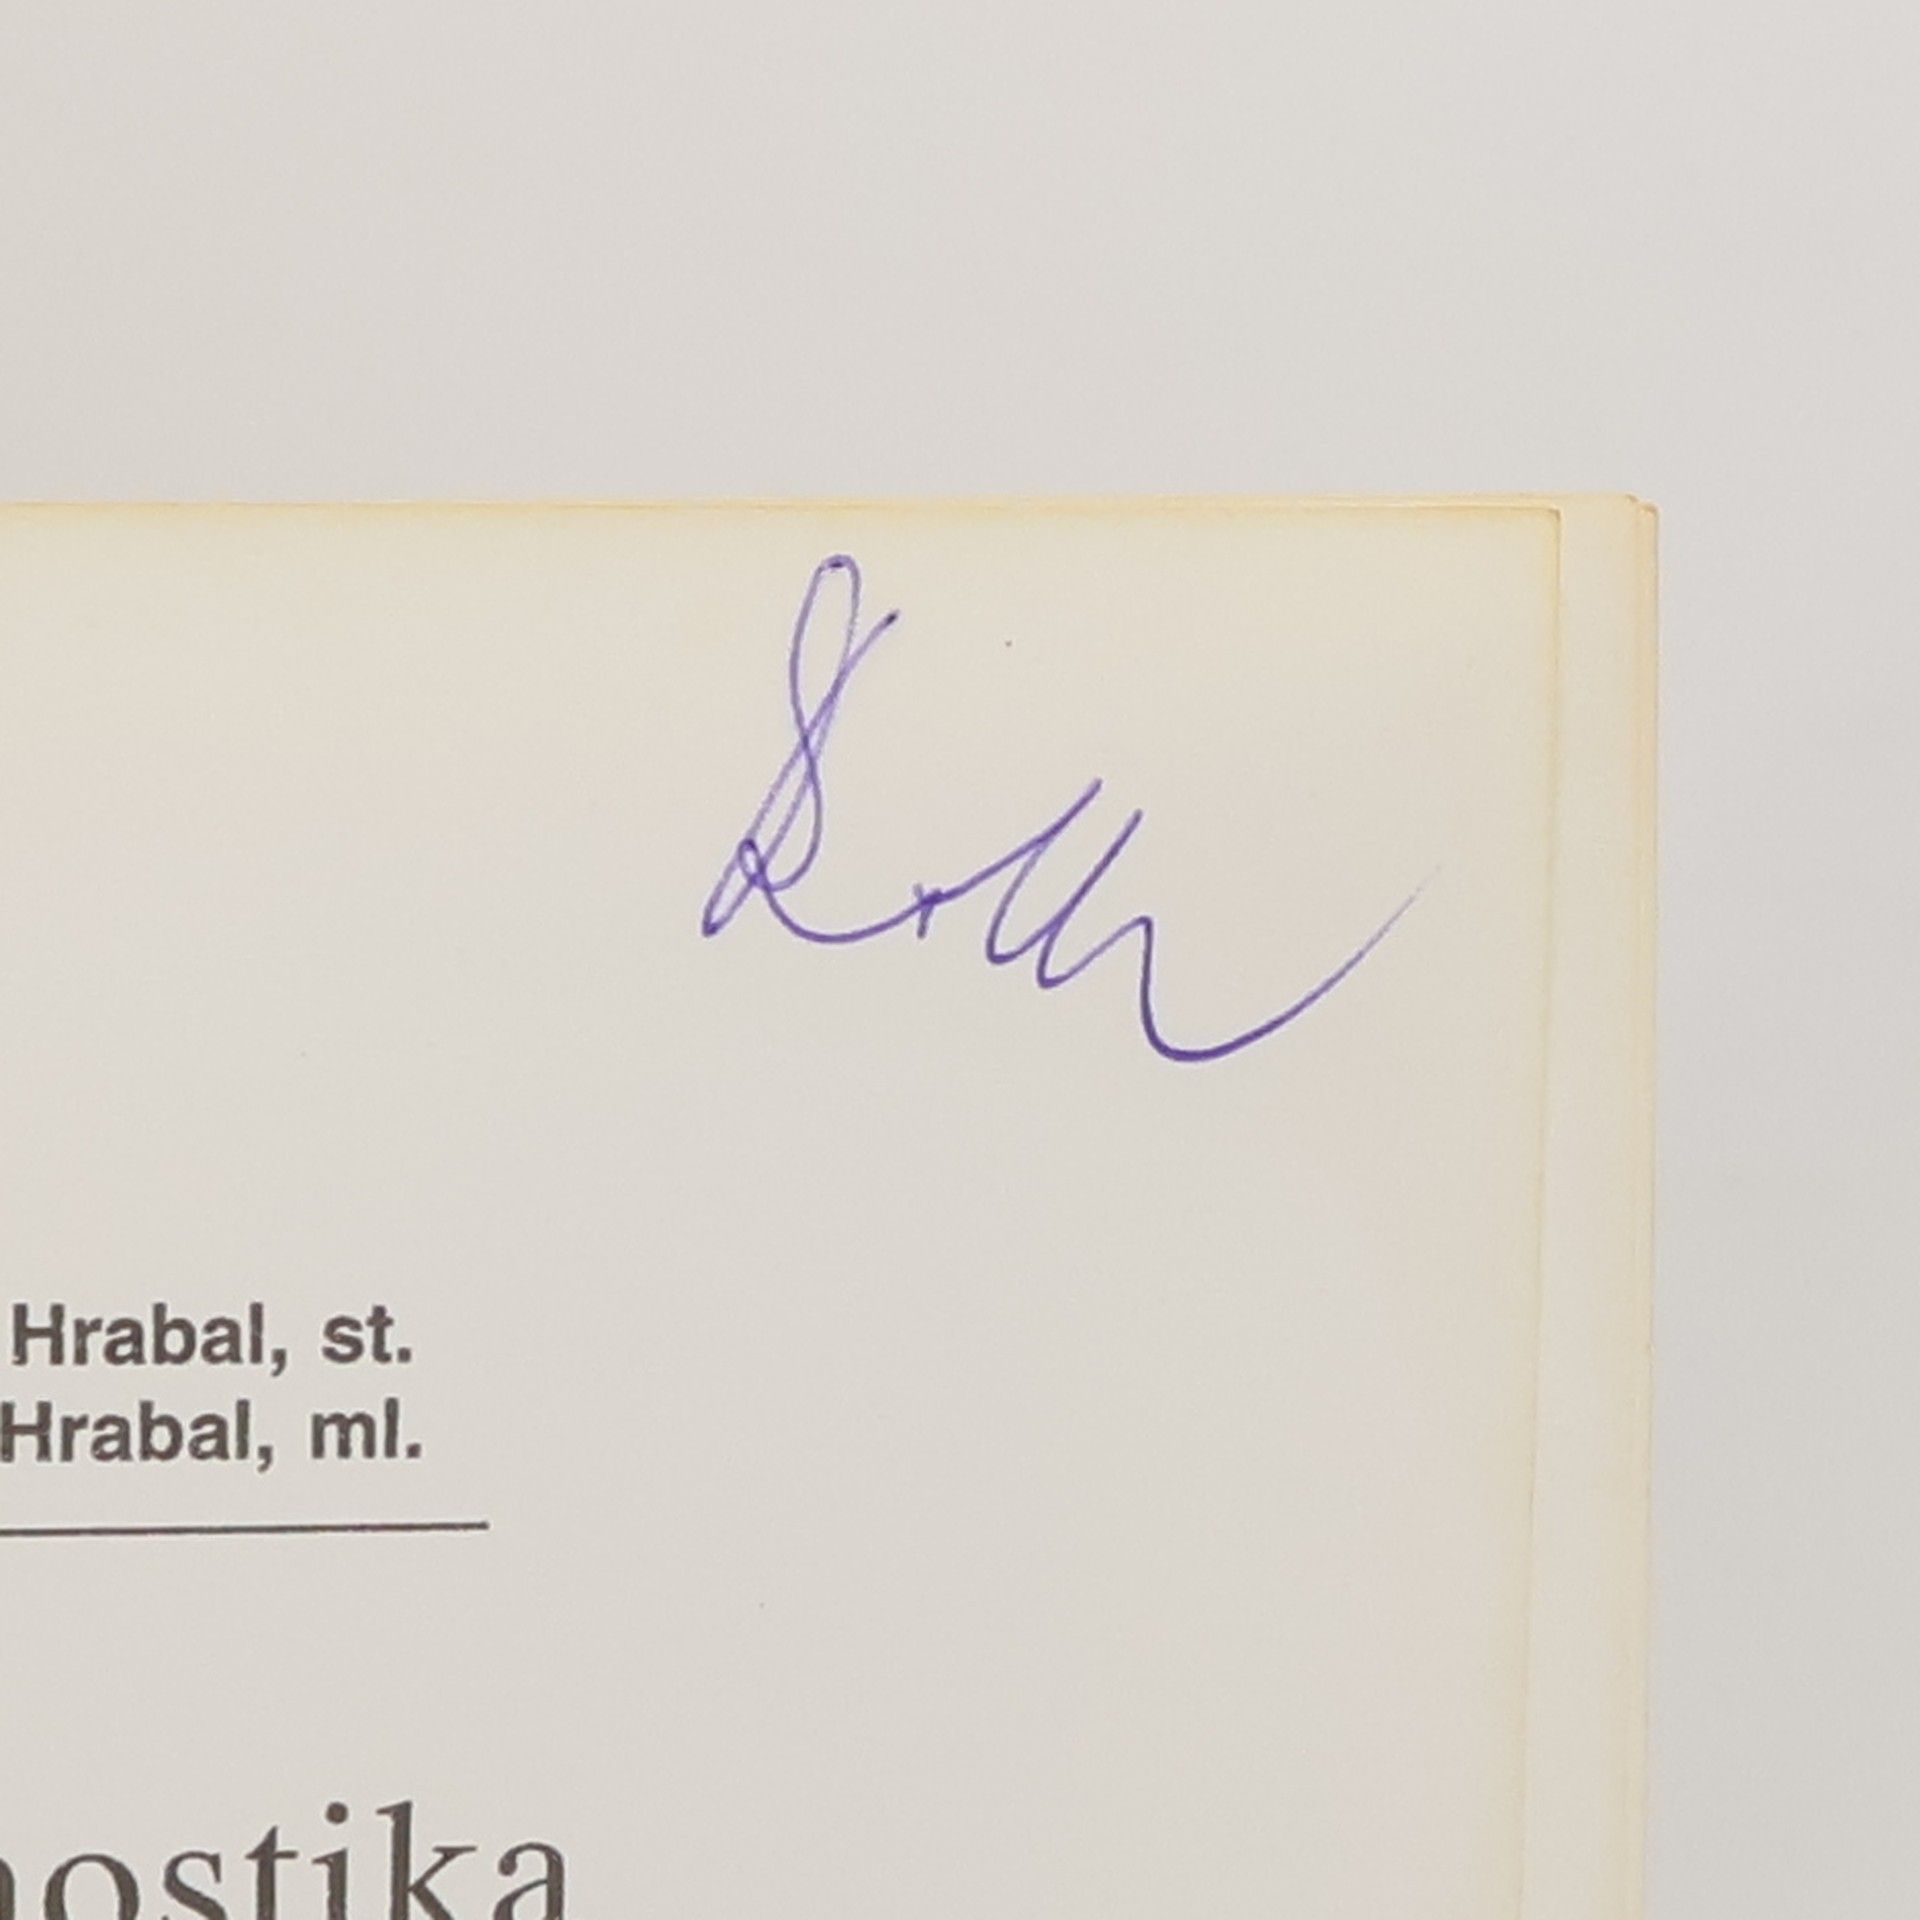 Hrabal, st.
Hrabal, ml.
nostika